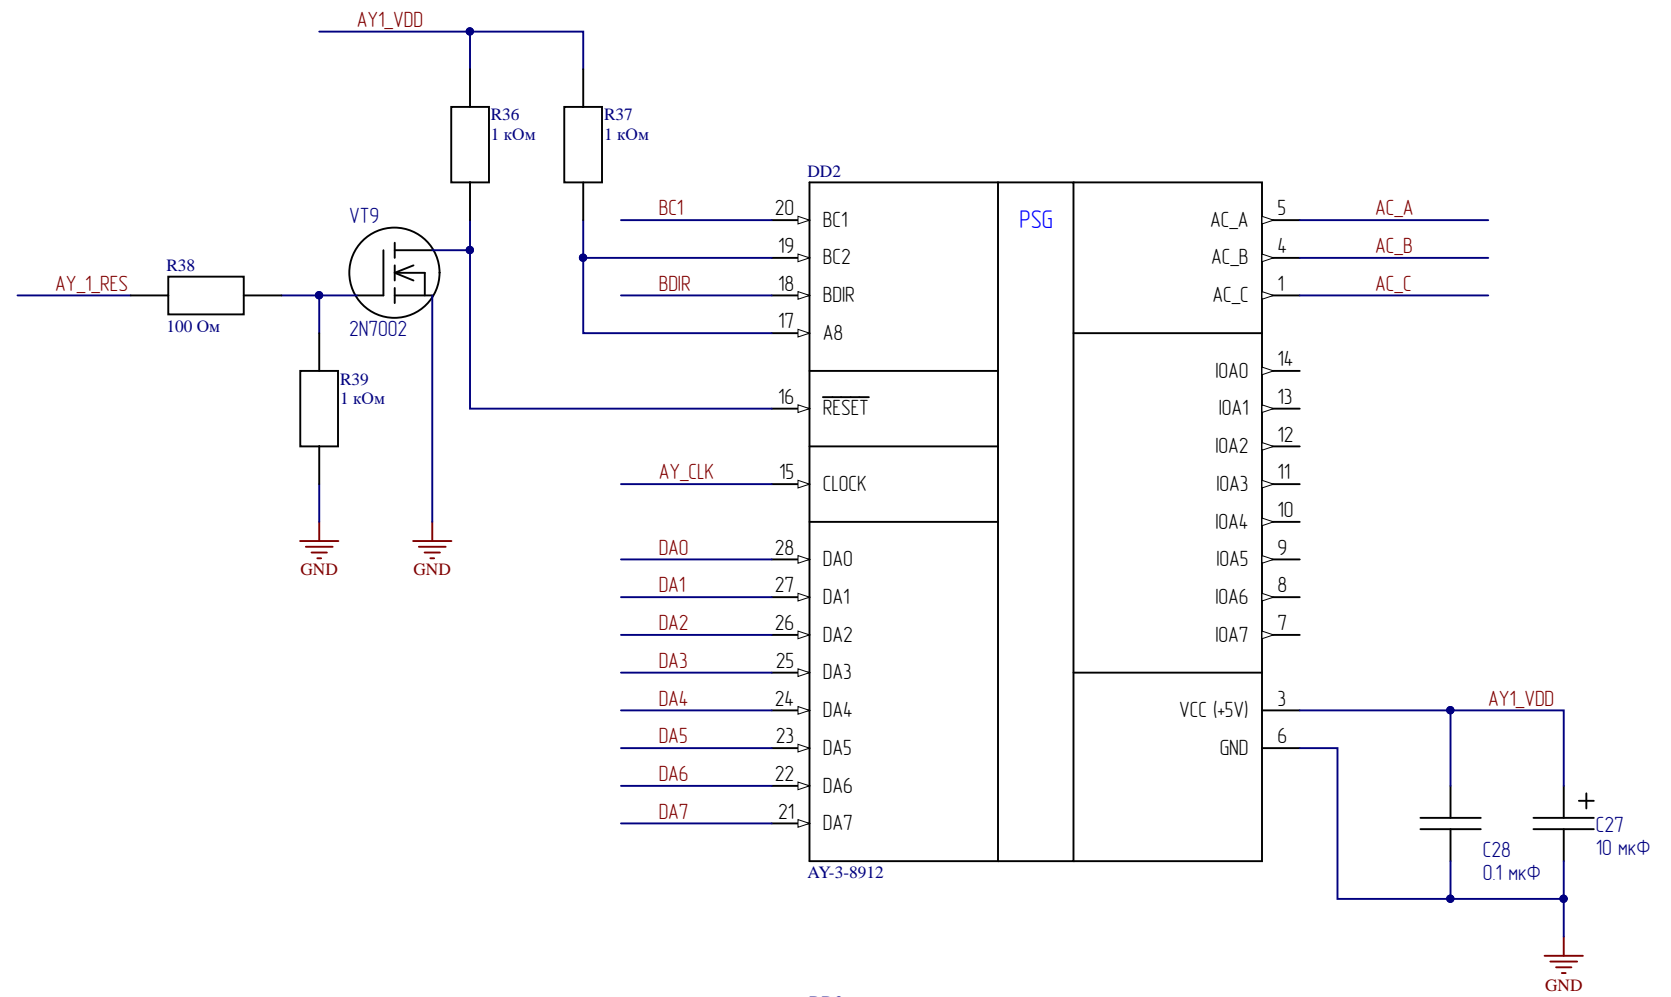 AY1_VDD
R36
1 кОм
R37
1 кОм
VT9
2N7002
R38
100 Ом
AY_1_RES
R39
1 кОм
GND
GND
DD2
PSG
BC1 20 BC1
19 BC2
BDIR 18 BDIR
17 A8
16 RESET
AY_CLK 15 CLOCK
DA0 28 DA0
DA1 27 DA1
DA2 26 DA2
DA3 25 DA3
DA4 24 DA4
DA5 23 DA5
DA6 22 DA6
DA7 21 DA7
AC_A 5 AC_A
AC_B 4 AC_B
AC_C 1 AC_C
IOA0 14
IOA1 13
IOA2 12
IOA3 11
IOA4 10
IOA5 9
IOA6 8
IOA7 7
VCC (+5V) 3 AY1_VDD
GND 6
AY-3-8912
+
C28
0.1 мкФ
C27
10 мкФ
GND